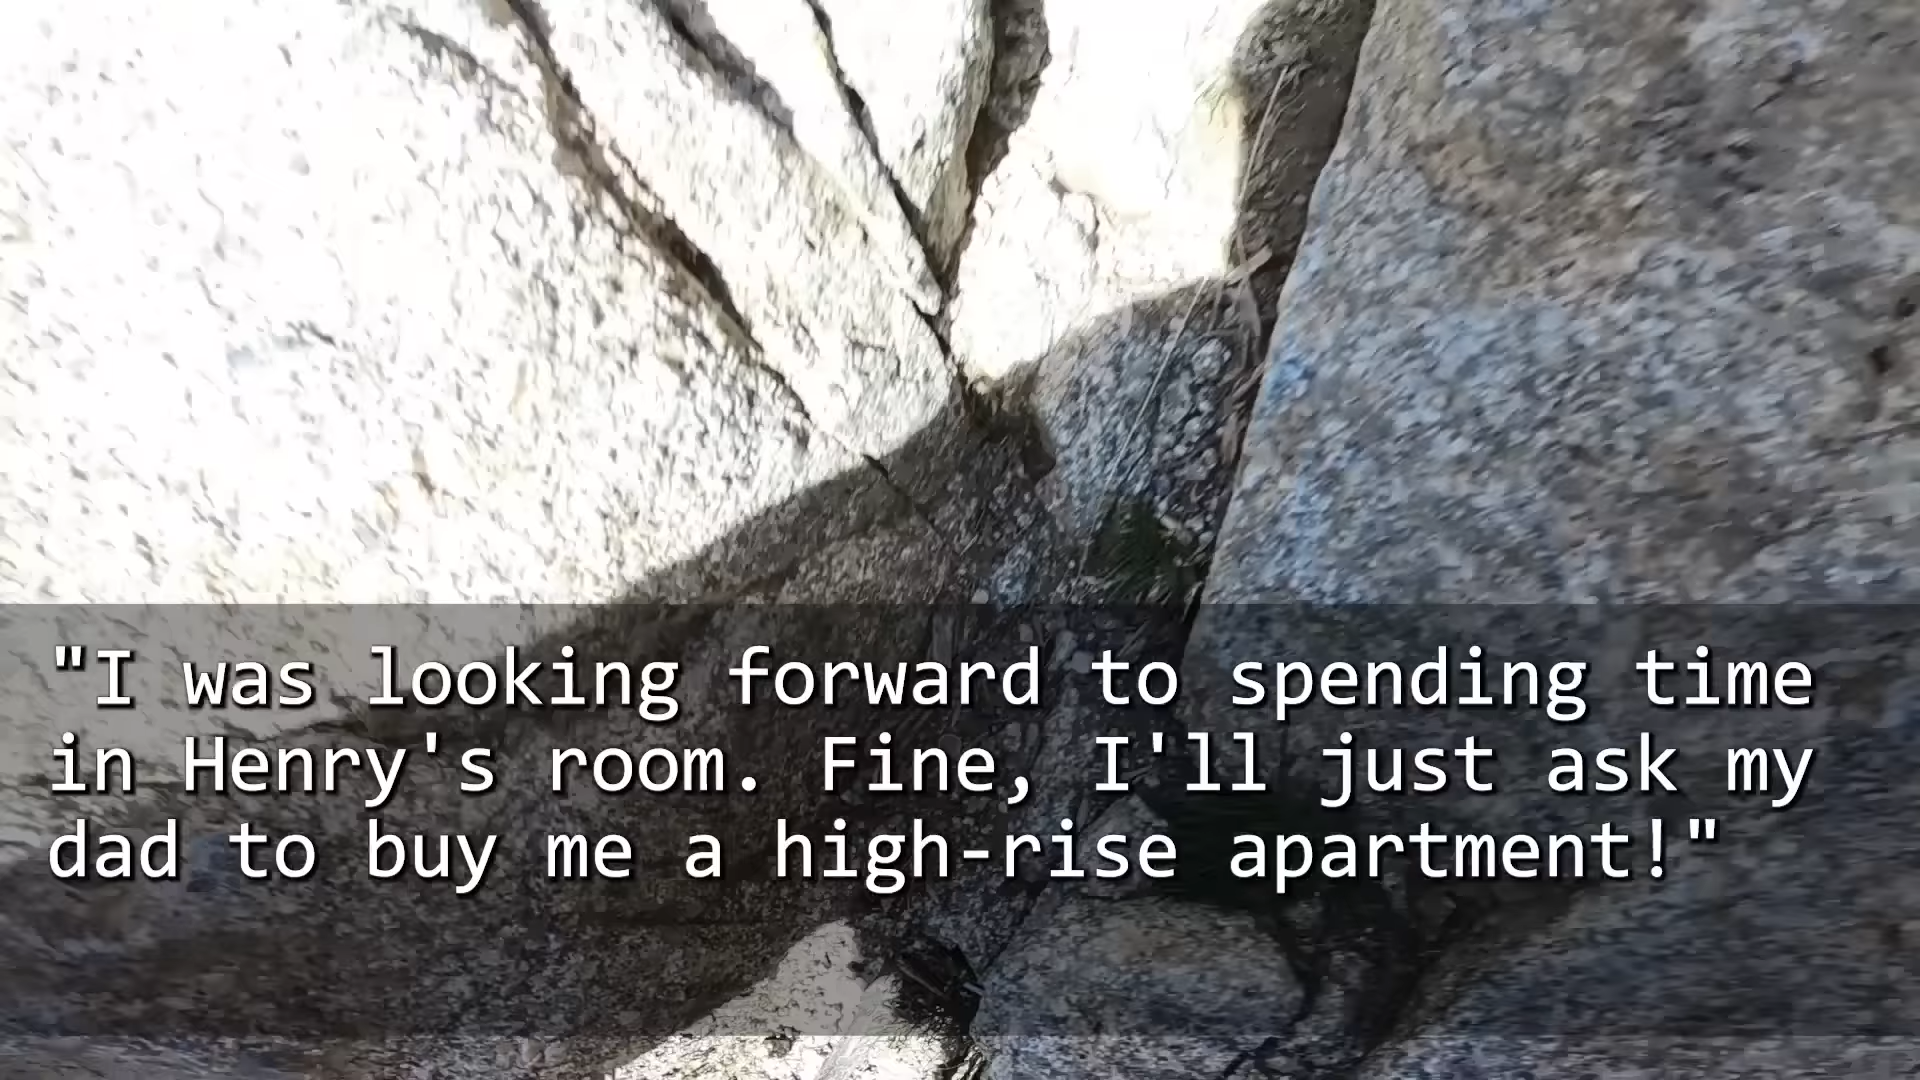 "I was looking forward to spending time
in Henry's room. Fine, I'll just ask my
dad to buy me a high-rise apartment!"